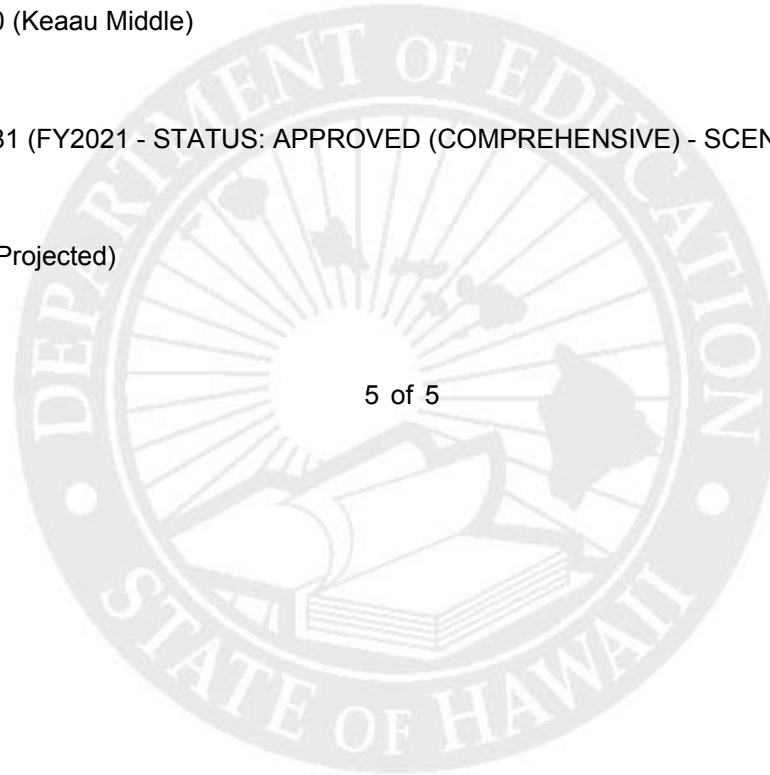 0 (Keaau Middle)
31 (FY2021 - STATUS: APPROVED (COMPREHENSIVE) - SCEN
Projected)
5 of 5
DEPARTMENT OF EDUCATION
STATE OF HAWAII